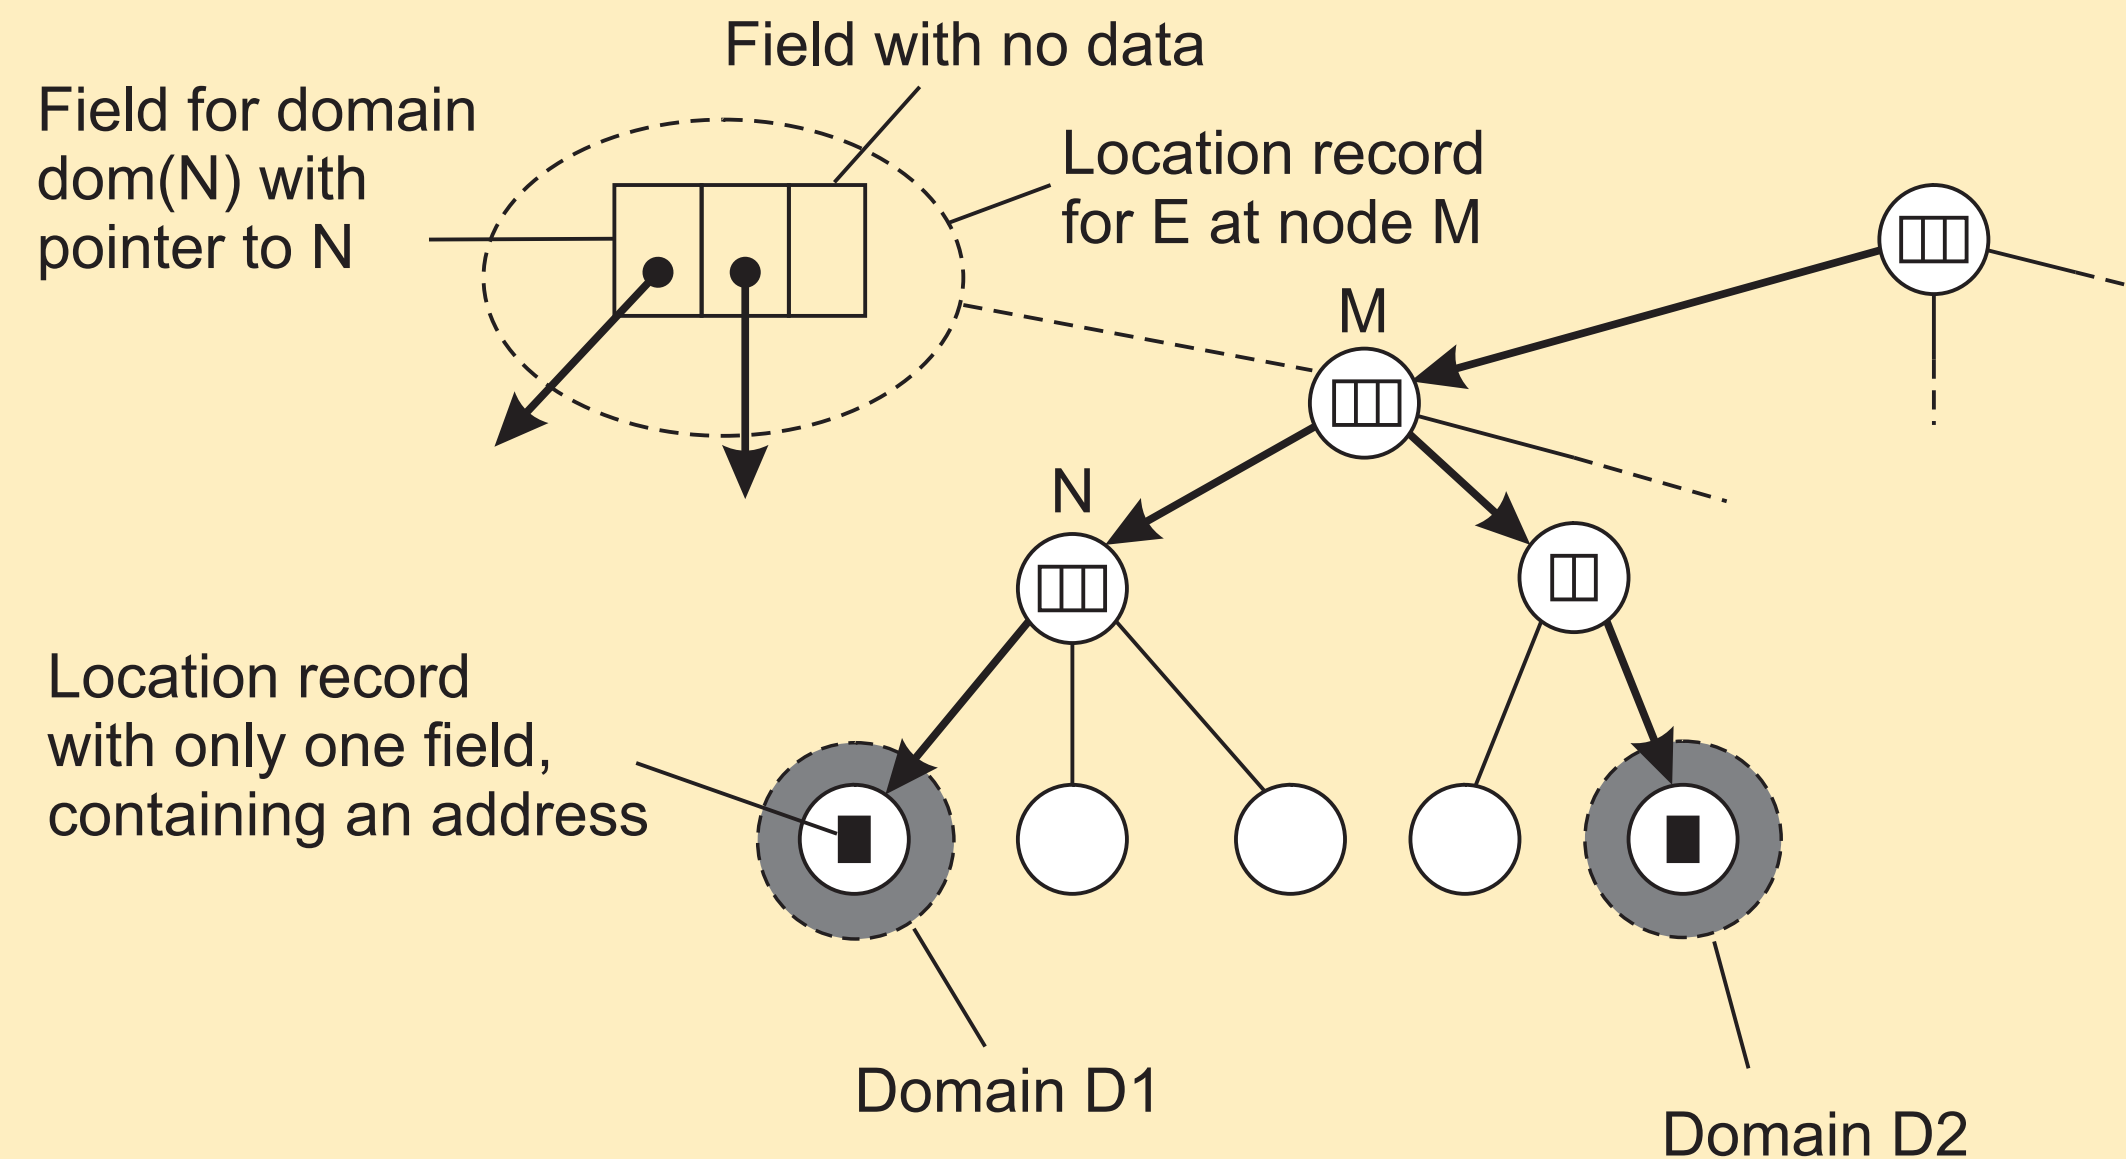 Field with no data
Field for domain
dom(N) with
pointer to N
Location record
for E at node M
M
N
Location record
with only one field,
containing an address
Domain D1
Domain D2